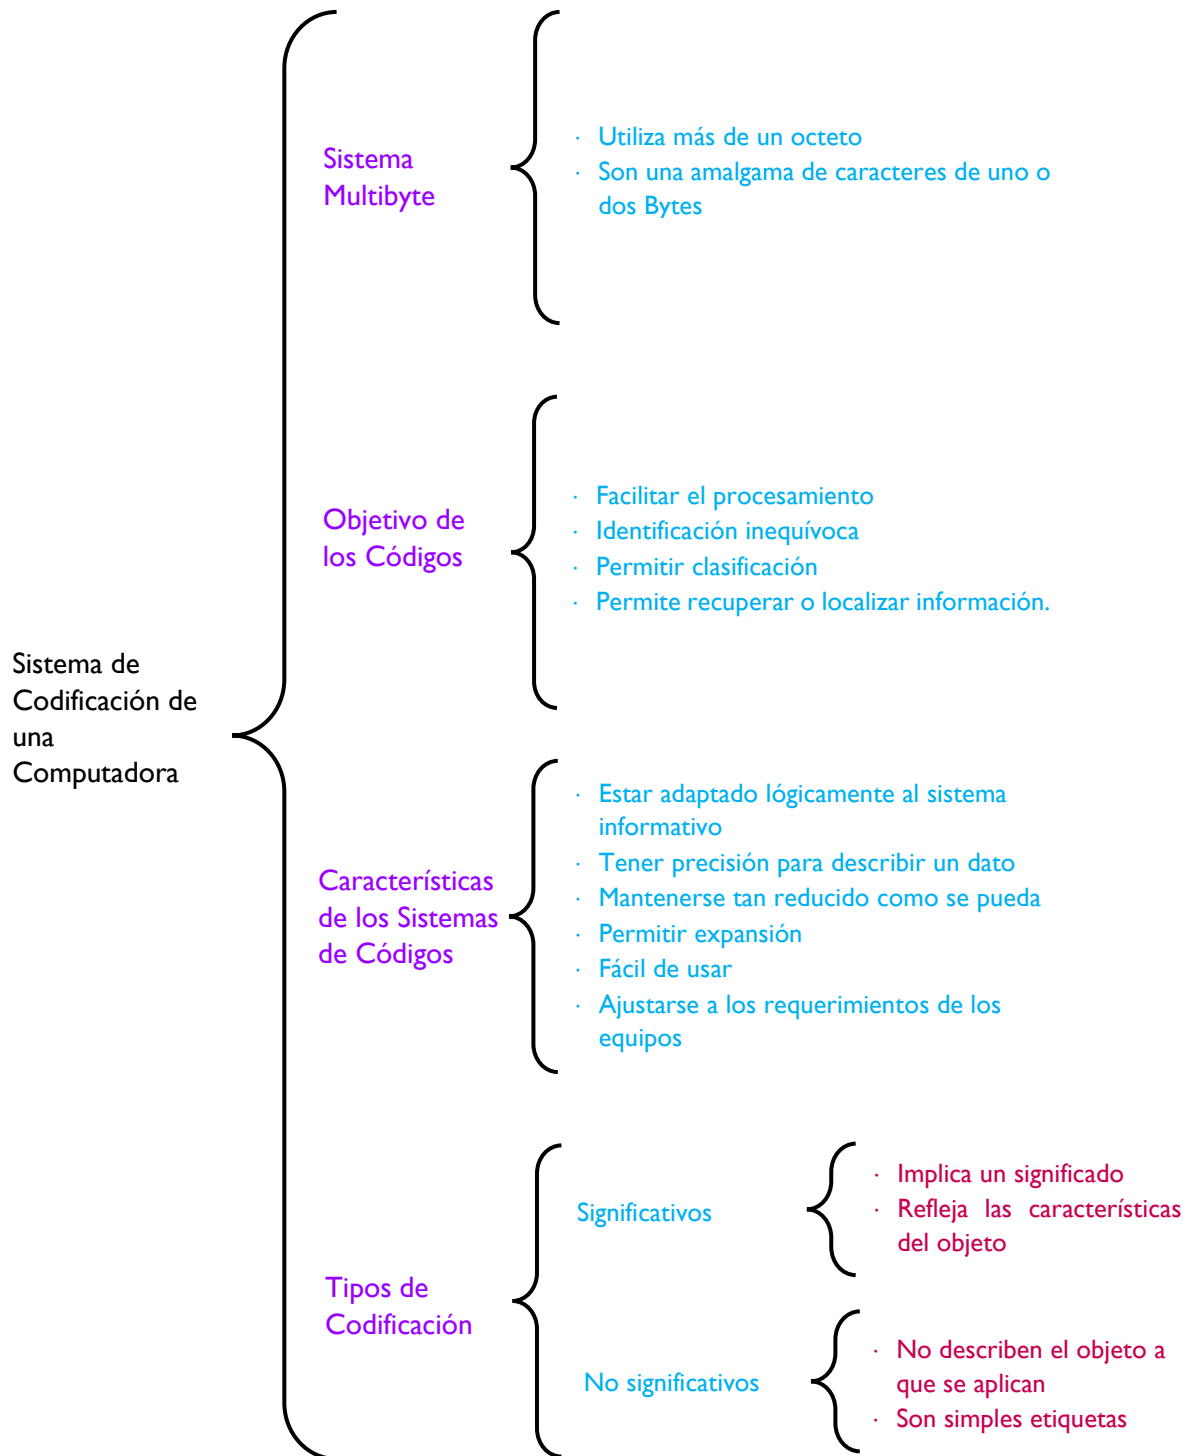 Sistema de
Codificación de
una
Computadora
Sistema
Multibyte
· Utiliza más de un octeto
· Son una amalgama de caracteres de uno o
dos Bytes
Objetivo de
los Códigos
· Facilitar el procesamiento
· Identificación inequívoca
· Permitir clasificación
· Permite recuperar o localizar información.
Características
de los Sistemas
de Códigos
· Estar adaptado lógicamente al sistema
informativo
· Tener precisión para describir un dato
· Mantenerse tan reducido como se pueda
· Permitir expansión
· Fácil de usar
· Ajustarse a los requerimientos de los
equipos
Tipos de
Codificación
Significativos
· Implica un significado
· Refleja las características
del objeto
No significativos
· No describen el objeto a
que se aplican
· Son simples etiquetas